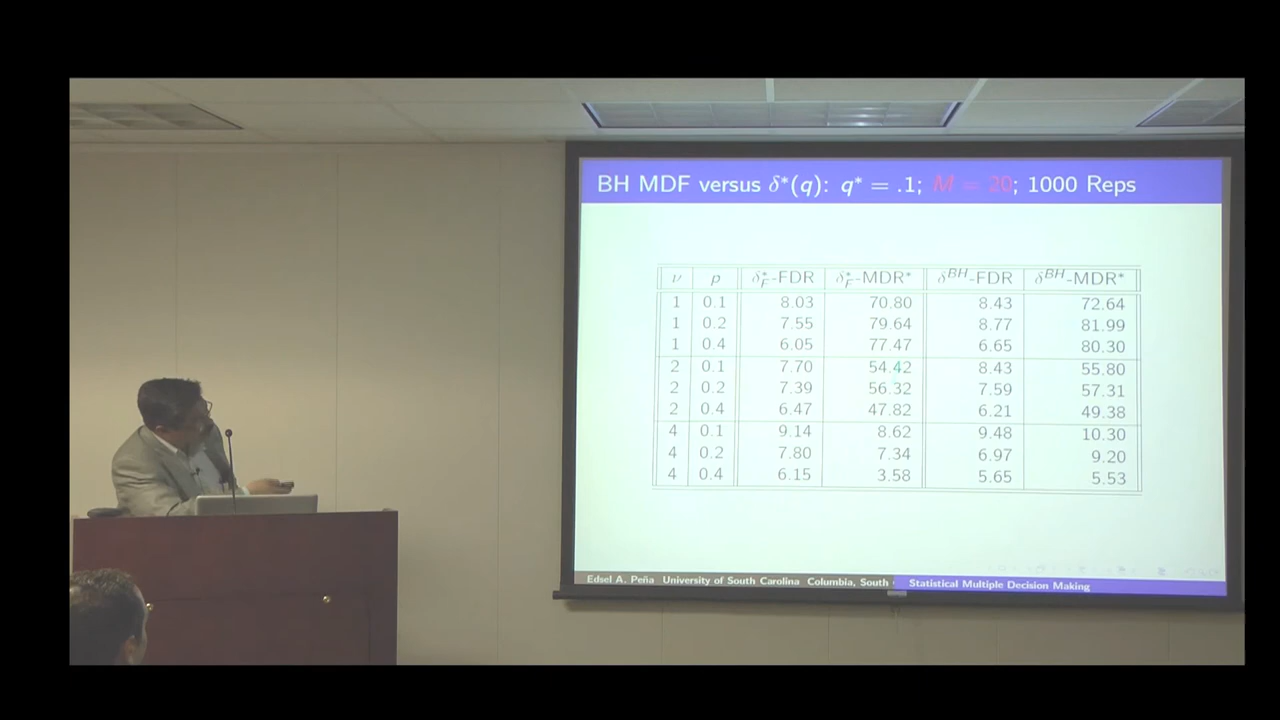 BH MDF versus δ*(q): q* = .1; M = 20; 1000 Reps
ν p δ*F-FDR δ*F-MDR* δBH-FDR δBH-MDR*
1 0.1 8.03 70.80 8.43 72.64
1 0.2 7.55 79.64 8.77 81.99
1 0.4 6.05 77.47 6.65 80.30
2 0.1 7.70 54.42 8.43 55.80
2 0.2 7.39 56.32 7.59 57.31
2 0.4 6.47 47.82 6.21 49.38
4 0.1 9.14 8.62 9.48 10.30
4 0.2 7.80 7.34 6.97 9.20
4 0.4 6.15 3.58 5.65 5.53
Edsel A. Peña University of South Carolina Columbia, South Statistical Multiple Decision Making